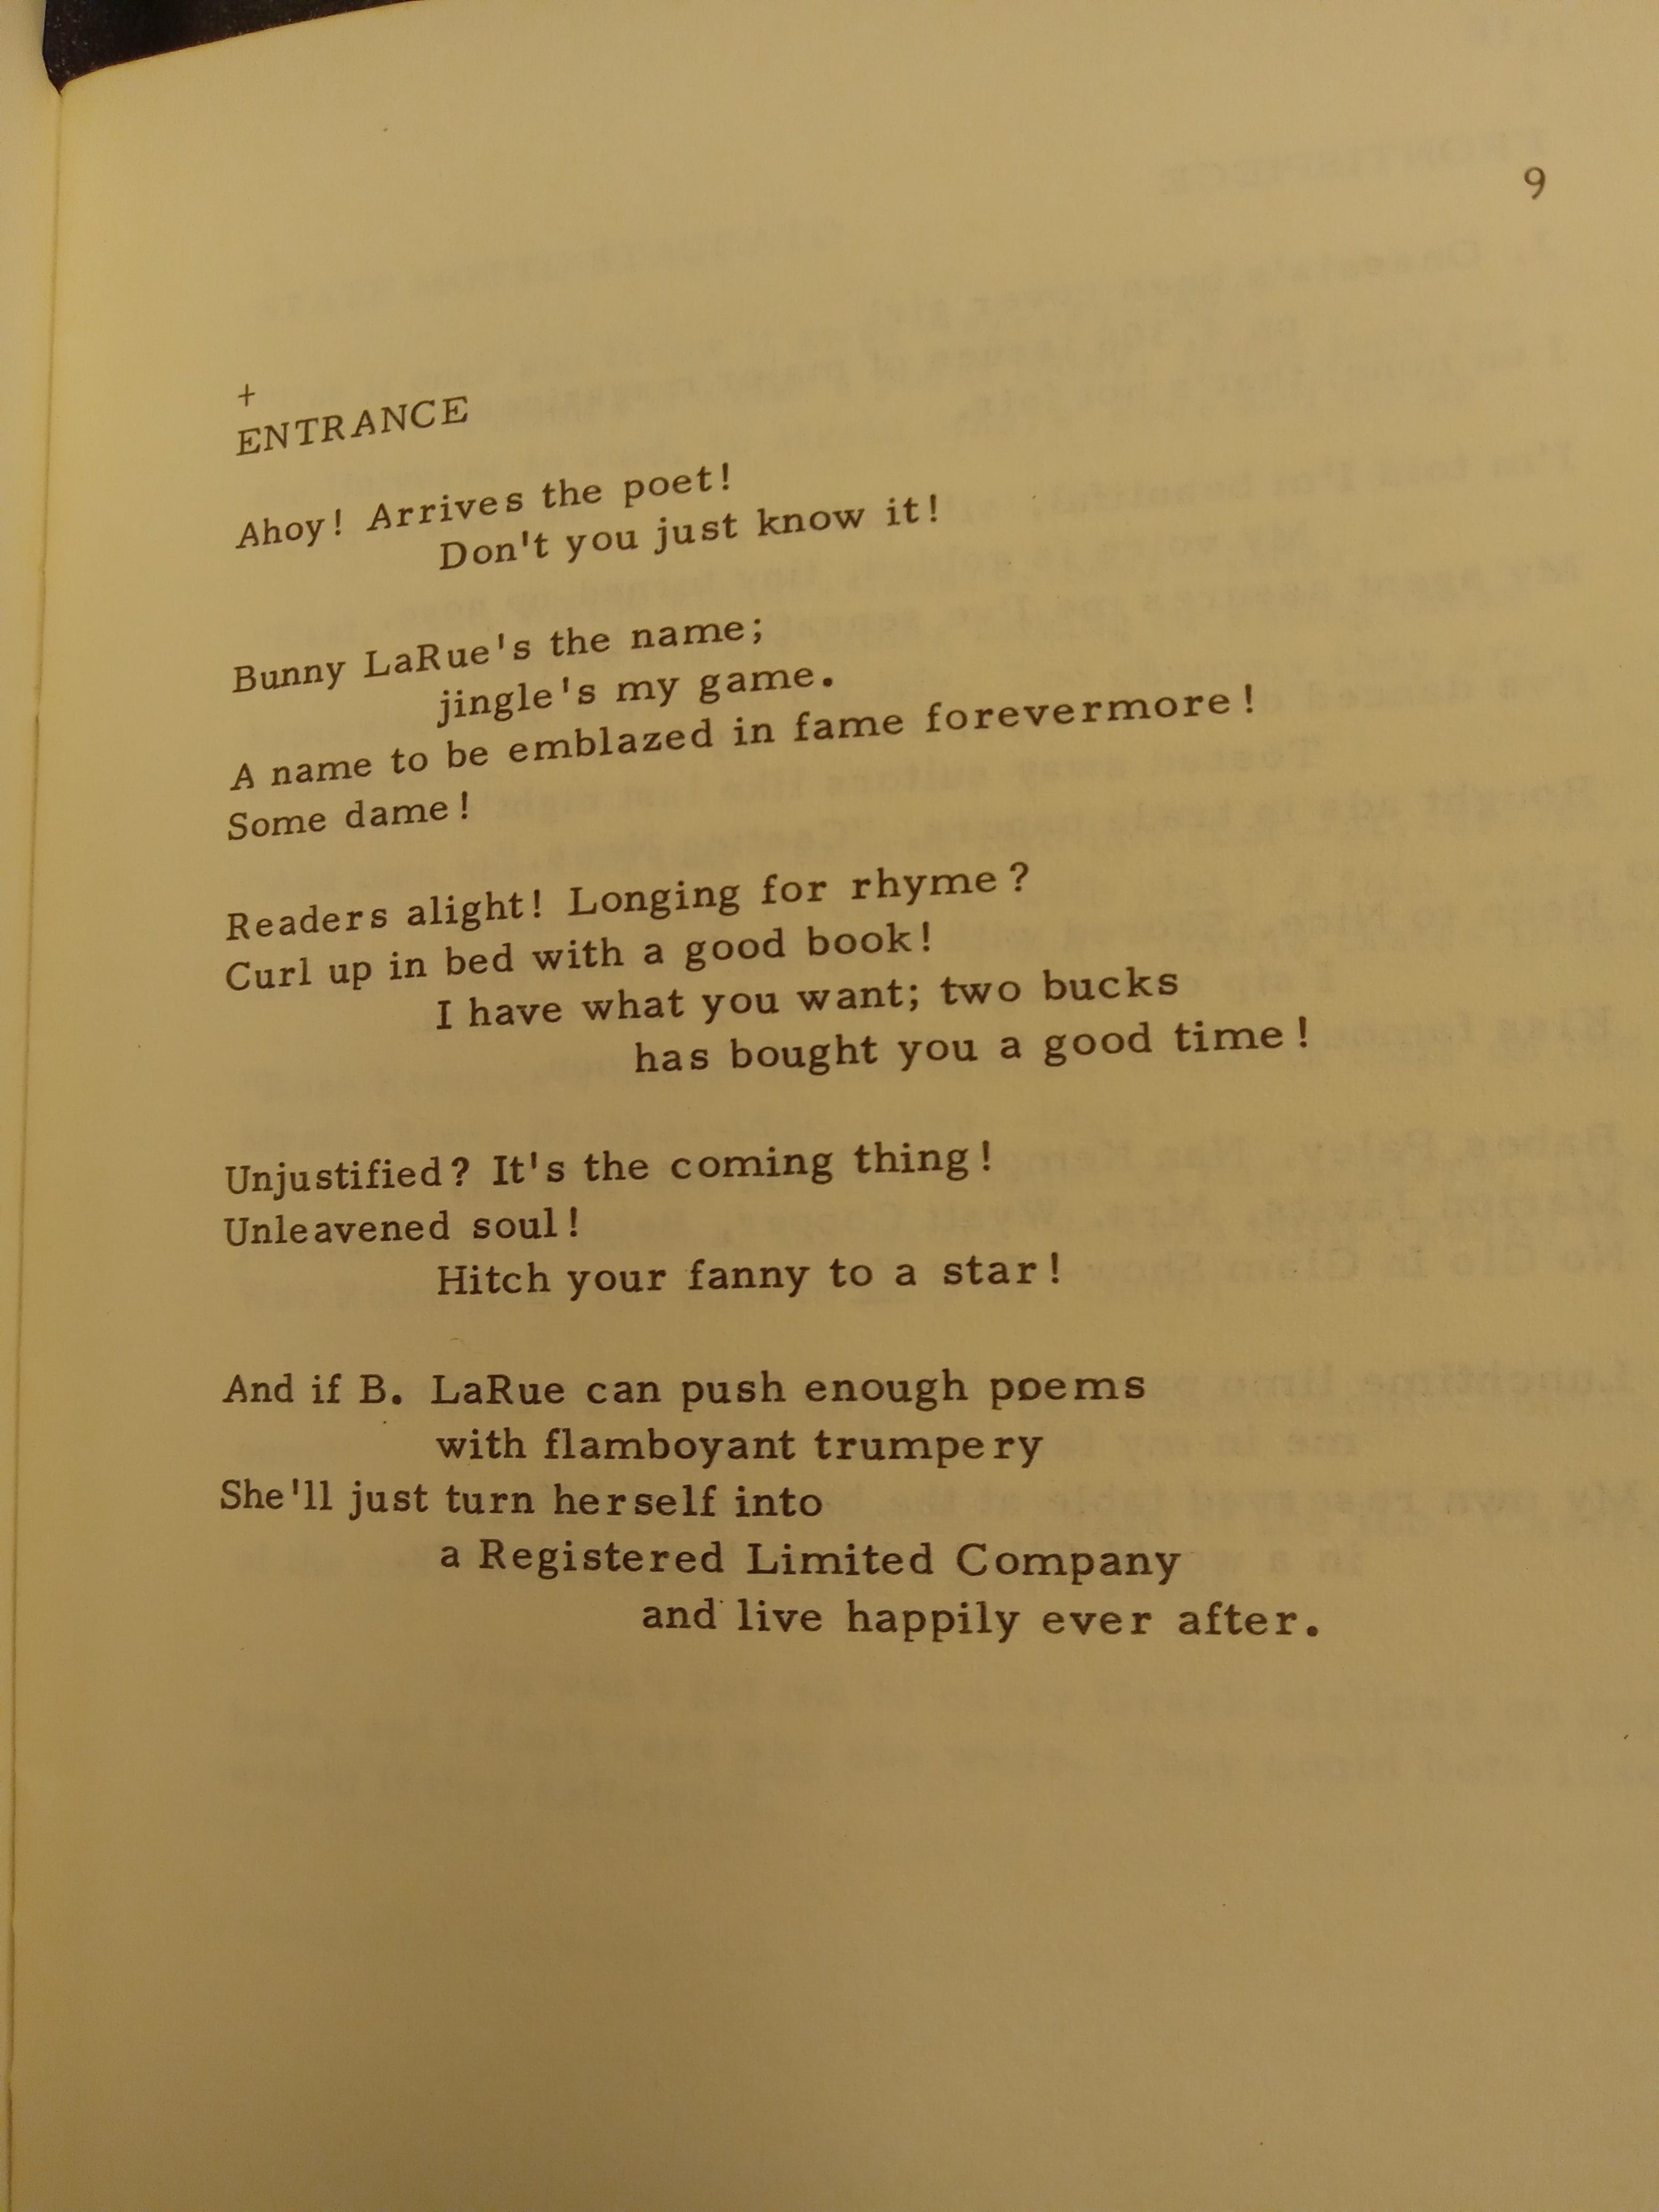 9
+
ENTRANCE
Ahoy! Arrives the poet!
Don't you just know it!
Bunny LaRue's the name;
jingle's my game.
A name to be emblazed in fame forevermore!
Some dame!
Readers alight! Longing for rhyme?
Curl up in bed with a good book!
I have what you want; two bucks
has bought you a good time!
Unjustified? It's the coming thing!
Unleavened soul!
Hitch your fanny to a star!
And if B. LaRue can push enough poems
with flamboyant trumpery
She'll just turn herself into
a Registered Limited Company
and live happily ever after.